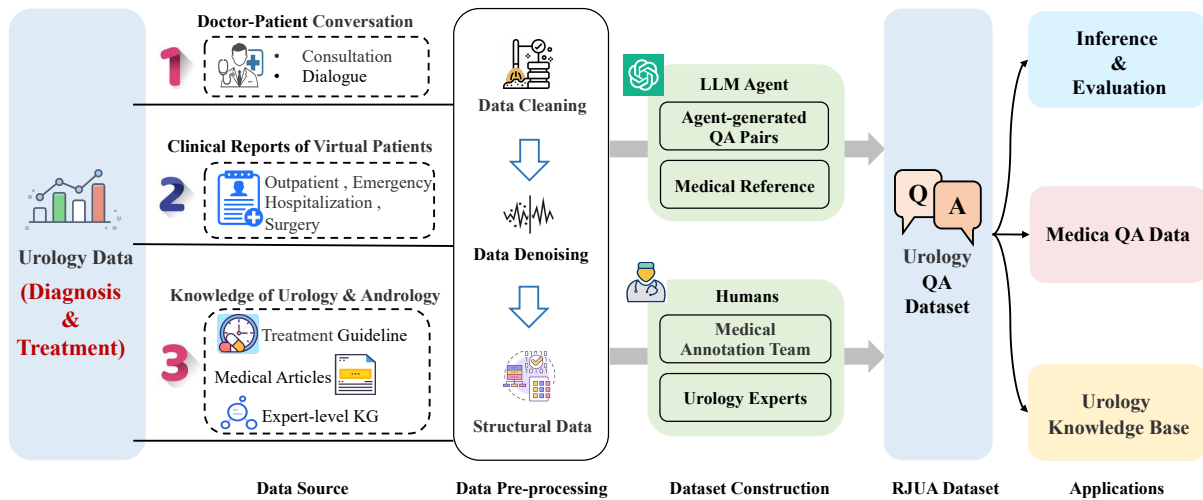 Urology Data
(Diagnosis
&
Treatment)
1
Doctor-Patient Conversation
• Consultation
• Dialogue
2
Clinical Reports of Virtual Patients
Outpatient , Emergency
Hospitalization ,
Surgery
3
Knowledge of Urology & Andrology
Treatment Guideline
Medical Articles
Expert-level KG
Data Cleaning
Data Denoising
Structural Data
LLM Agent
Agent-generated
QA Pairs
Medical Reference
Humans
Medical
Annotation Team
Urology Experts
Q
A
Urology
QA
Dataset
Inference
&
Evaluation
Medica QA Data
Urology
Knowledge Base
Data Source
Data Pre-processing
Dataset Construction
RJUA Dataset
Applications